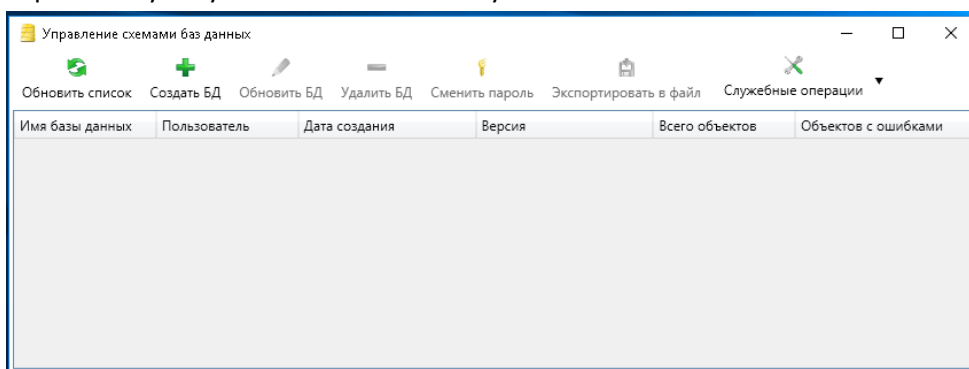 Управление схемами баз данных
Обновить список Создать БД Обновить БД Удалить БД Сменить пароль Экспортировать в файл Служебные операции
Имя базы данных Пользователь Дата создания Версия Всего объектов Объектов с ошибками